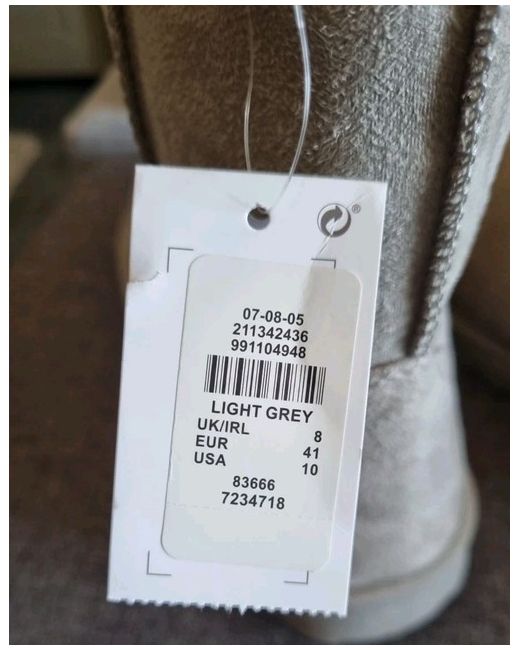 ®
07-08-05
211342436
991104948
LIGHT GREY
UK/IRL 8
EUR 41
USA 10
83666
7234718